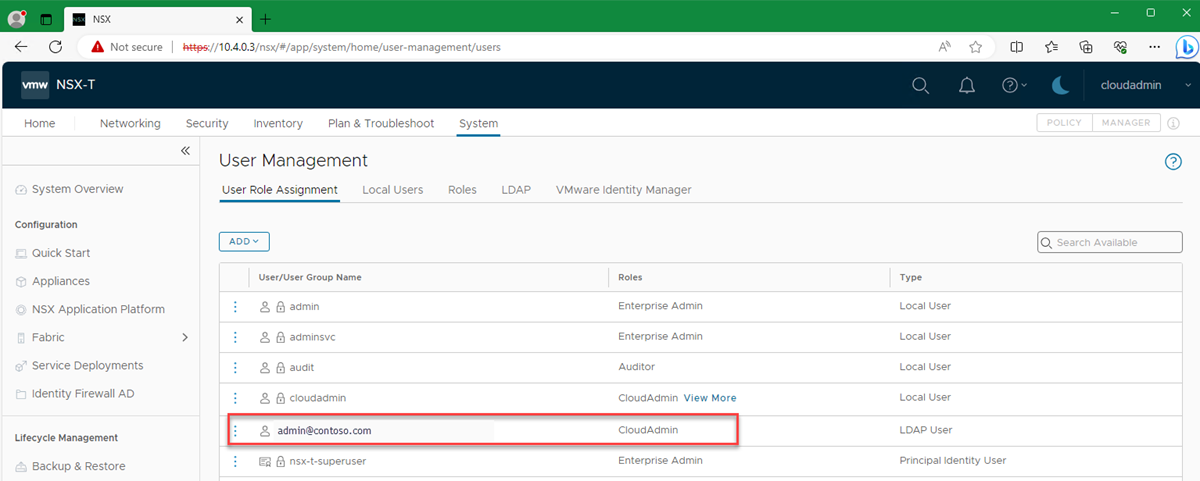 NSX
Not secure https://10.4.0.3/nsx/#/app/system/home/user-management/users
vmw NSX-T cloudadmin
Home Networking Security Inventory Plan & Troubleshoot System POLICY MANAGER
User Management
System Overview
User Role Assignment Local Users Roles LDAP VMware Identity Manager
Configuration
Quick Start
ADD Search Available
Appliances
User/User Group Name Roles Type
NSX Application Platform
admin Enterprise Admin Local User
Fabric
adminsvc Enterprise Admin Local User
Service Deployments
audit Auditor Local User
Identity Firewall AD
cloudadmin CloudAdmin View More Local User
admin@contoso.com CloudAdmin LDAP User
Lifecycle Management
nsx-t-superuser Enterprise Admin Principal Identity User
Backup & Restore